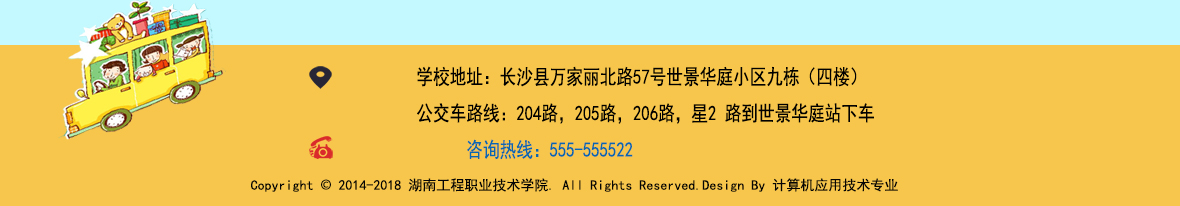 学校地址：长沙县万家丽北路57号世景华庭小区九栋（四楼）
公交车路线：204路，205路，206路，星2 路到世景华庭站下车
咨询热线：555-555522
Copyright © 2014-2018 湖南工程职业技术学院. All Rights Reserved.Design By 计算机应用技术专业